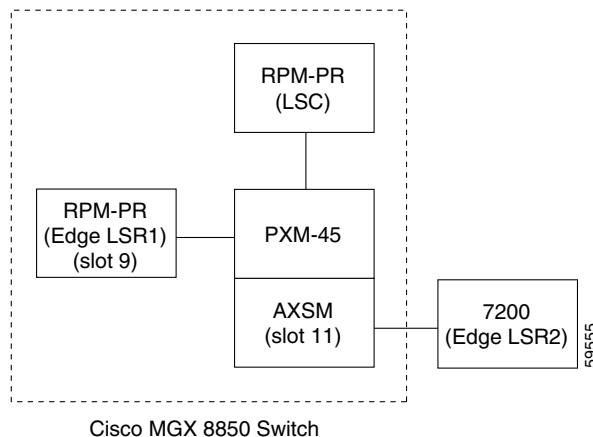 RPM-PR
(LSC)
RPM-PR
(Edge LSR1)
(slot 9)
PXM-45
AXSM
(slot 11)
7200
(Edge LSR2)
59555
Cisco MGX 8850 Switch